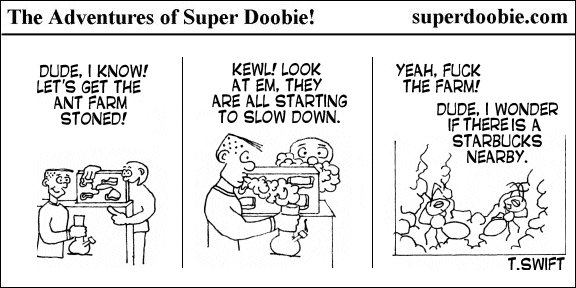 The Adventures of Super Doobie!
superdoobie.com
DUDE, I KNOW!
LET'S GET THE
ANT FARM
STONED!
KEWL! LOOK
AT EM, THEY
ARE ALL STARTING
TO SLOW DOWN.
YEAH, FUCK
THE FARM!
DUDE, I WONDER
IF THERE IS A
STARBUCKS
NEARBY.
T.SWIFT